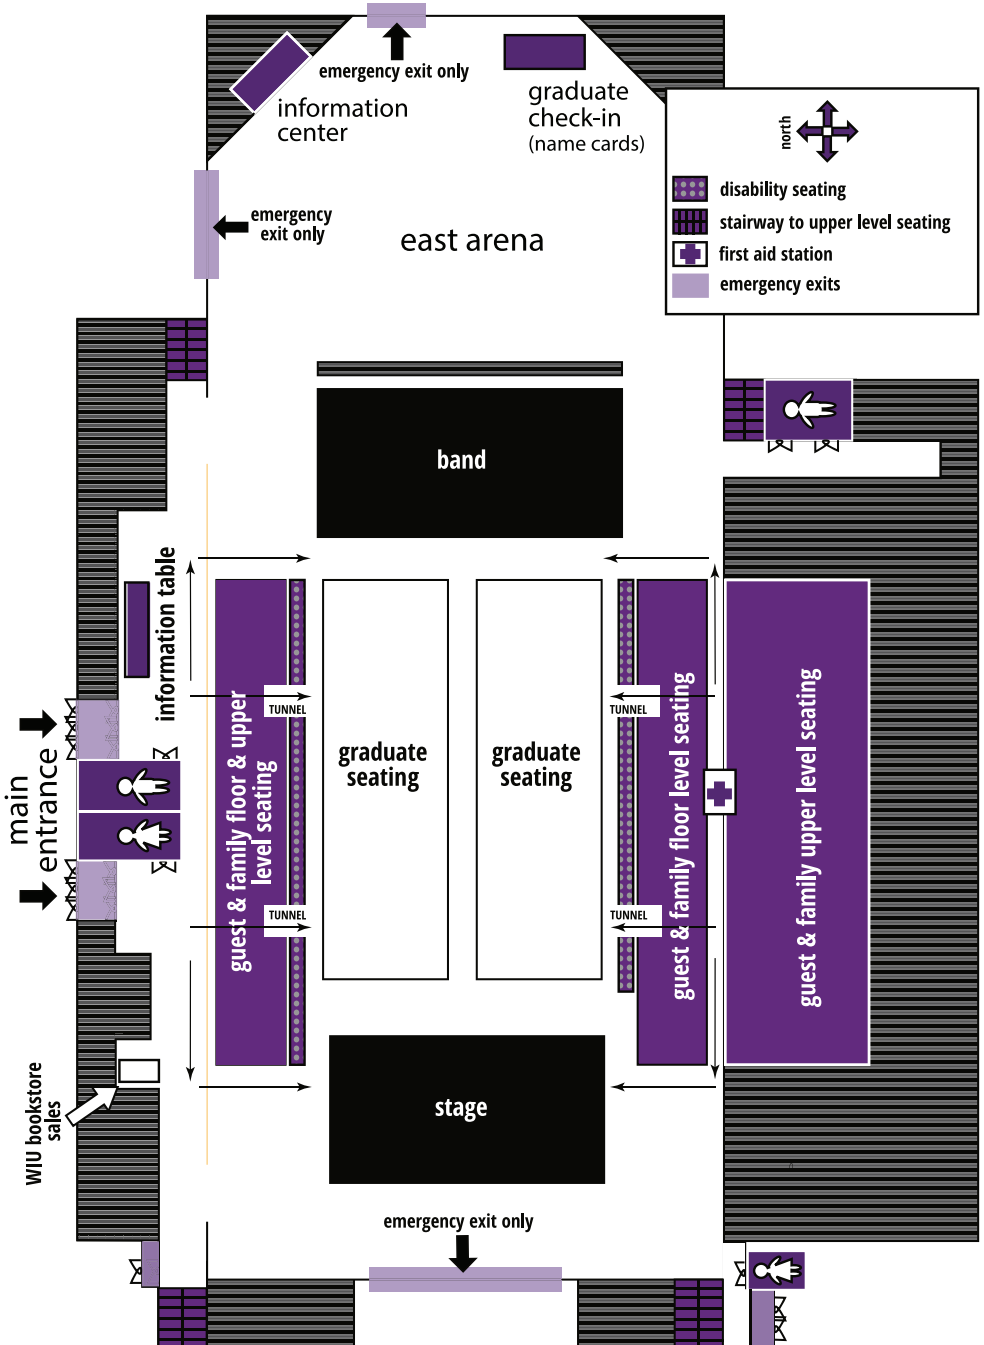 emergency exit only
information
center
graduate
check-in
(name cards)
north
disability seating
stairway to upper level seating
first aid station
emergency exits
emergency
exit only
east arena
band
information table
TUNNEL
TUNNEL
main
entrance
guest & family floor & upper
level seating
graduate
seating
graduate
seating
guest & family floor level seating
guest & family upper level seating
TUNNEL
TUNNEL
WIU bookstore
sales
stage
emergency exit only